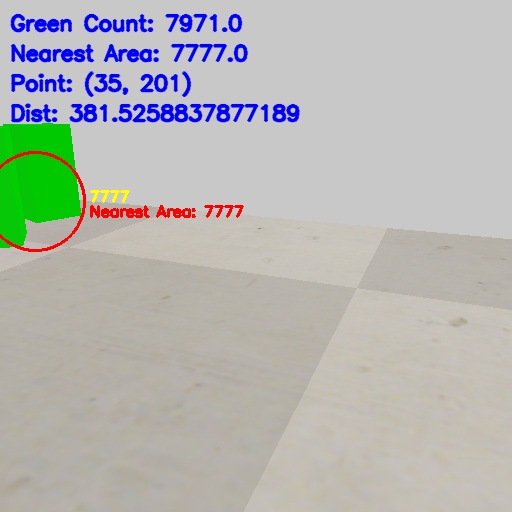 Green Count: 7971.0
Nearest Area: 7777.0
Point: (35, 201)
Dist: 381.5258837877189
7777
Nearest Area: 7777